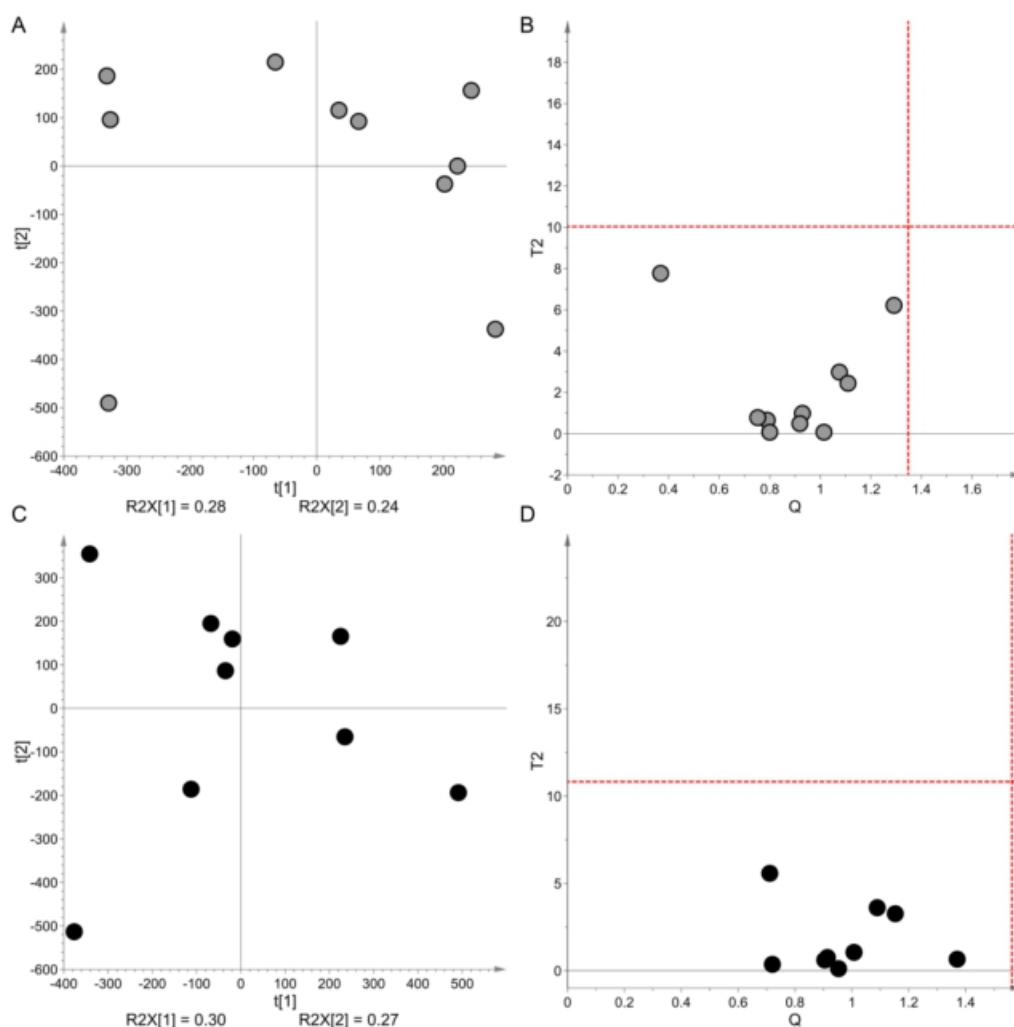 A
200
100
0
-100
-200
-300
-400
-500
-600
t[2]
-400 -300 -200 -100 0 100 200
t[1]
R2X[1] = 0.28 R2X[2] = 0.24
B
18
16
14
12
10
8
6
4
2
0
-2
T2
0 0.2 0.4 0.6 0.8 1 1.2 1.4 1.6
Q
C
300
200
100
0
-100
-200
-300
-400
-500
-600
t[2]
-400 -300 -200 -100 0 100 200 300 400 500
t[1]
R2X[1] = 0.30 R2X[2] = 0.27
D
20
15
10
5
0
T2
0 0.2 0.4 0.6 0.8 1 1.2 1.4
Q